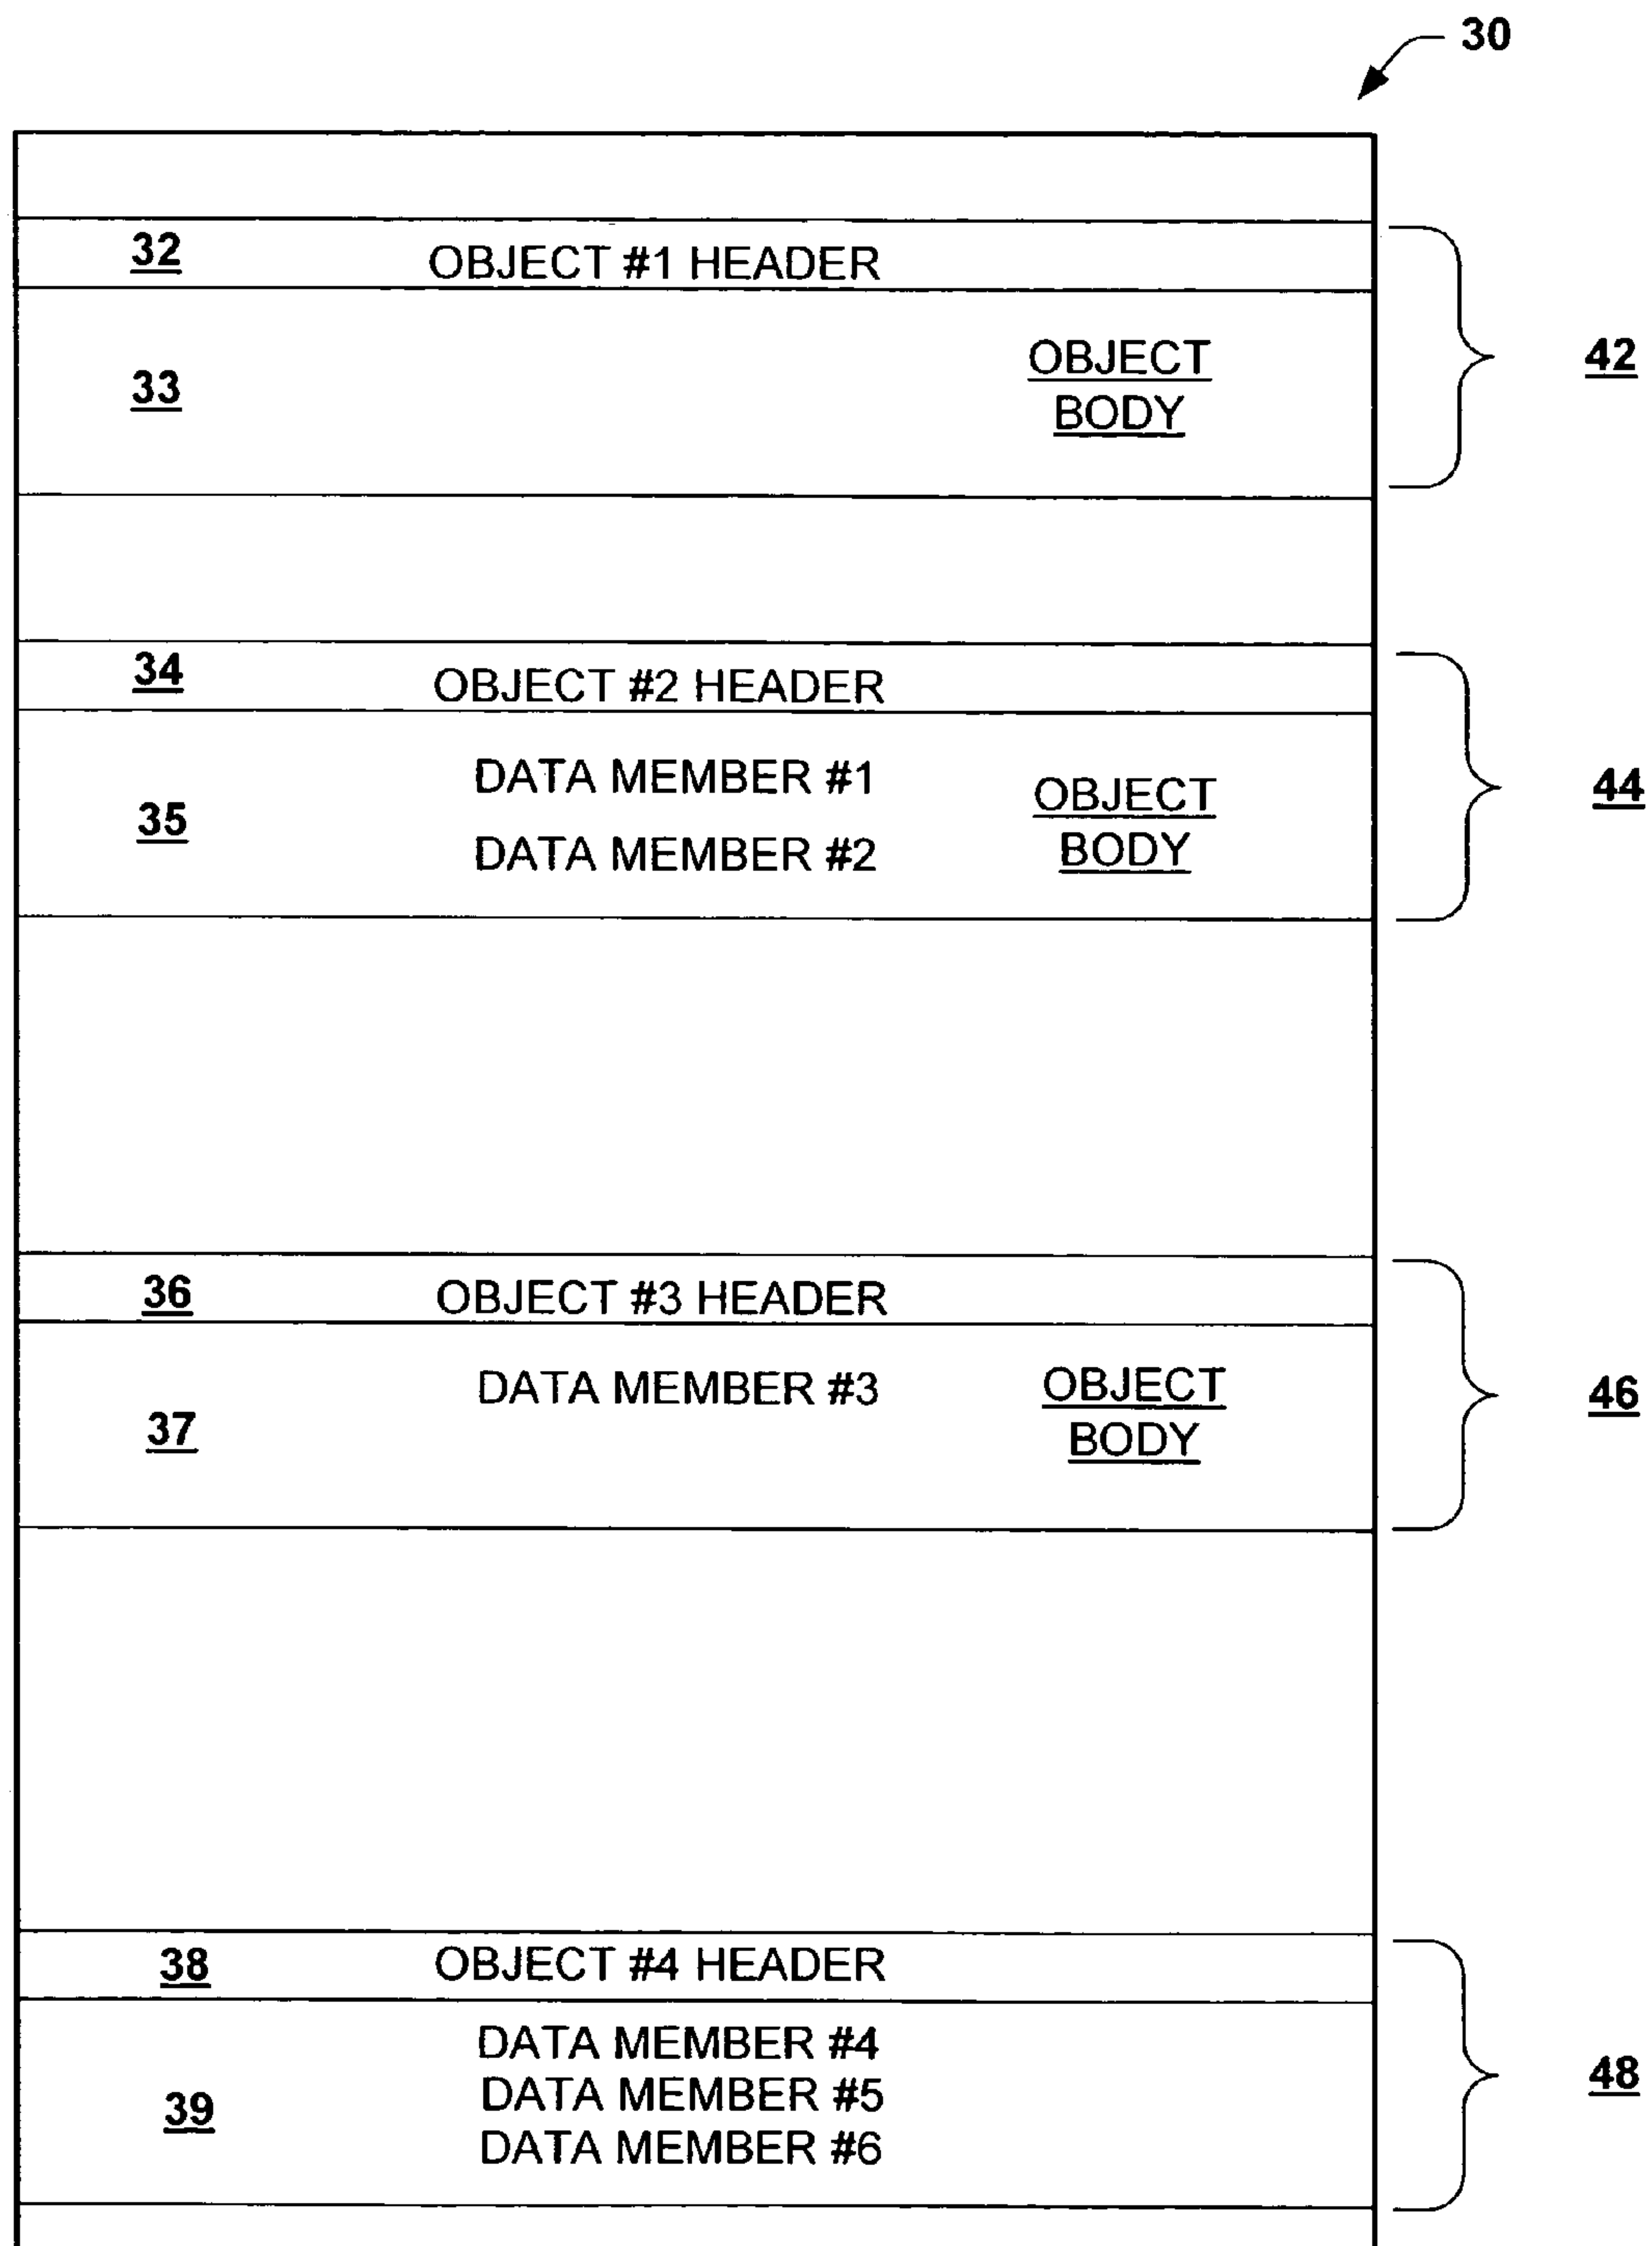 30
32 OBJECT #1 HEADER
33 OBJECT BODY 42
34 OBJECT #2 HEADER
DATA MEMBER #1
35 OBJECT BODY 44
DATA MEMBER #2
36 OBJECT #3 HEADER
DATA MEMBER #3
37 OBJECT BODY 46
38 OBJECT #4 HEADER
DATA MEMBER #4
39 DATA MEMBER #5 48
DATA MEMBER #6